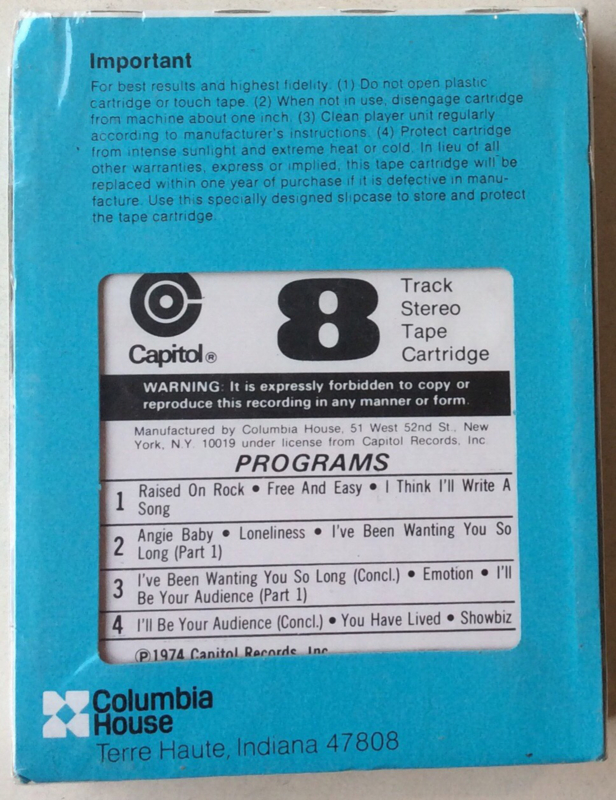 Important
For best results and highest fidelity. (1) Do not open plastic
cartridge or touch tape. (2) When not in use, disengage cartridge
from machine about one inch. (3) Clean player unit regularly
according to manufacturer's instructions. (4) Protect cartridge
from intense sunlight and extreme heat or cold. In lieu of all
other warranties, express or implied, this tape cartridge will be
replaced within one year of purchase if it is defective in manu-
facture. Use this specially designed slipcase to store and protect
the tape cartridge.
Capitol®
8
Track
Stereo
Tape
Cartridge
WARNING: It is expressly forbidden to copy or
reproduce this recording in any manner or form.
Manufactured by Columbia House, 51 West 52nd St., New
York, N.Y. 10019 under license from Capitol Records, Inc.
PROGRAMS
1 Raised On Rock • Free And Easy • I Think I'll Write A
Song
2 Angie Baby • Loneliness • I've Been Wanting You So
Long (Part 1)
3 I've Been Wanting You So Long (Concl.) • Emotion • I'll
Be Your Audience (Part 1)
4 I'll Be Your Audience (Concl.) • You Have Lived • Showbiz
Ⓟ1974 Capitol Records, Inc.
Columbia
House
Terre Haute, Indiana 47808